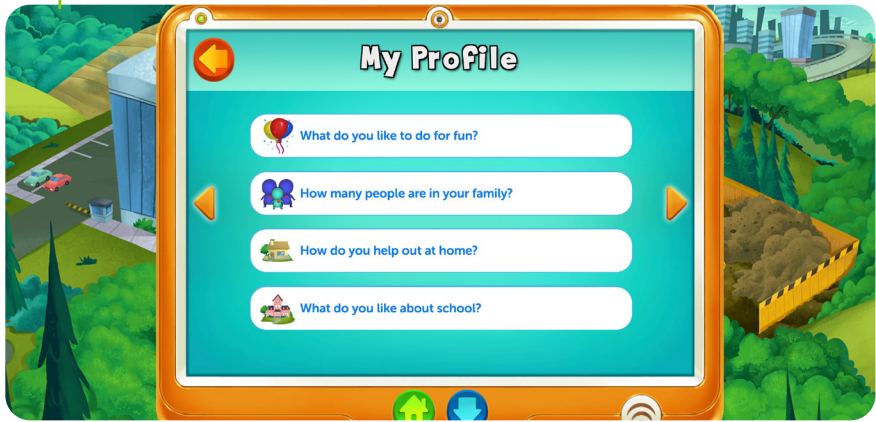 My Profile
What do you like to do for fun?
How many people are in your family?
How do you help out at home?
What do you like about school?